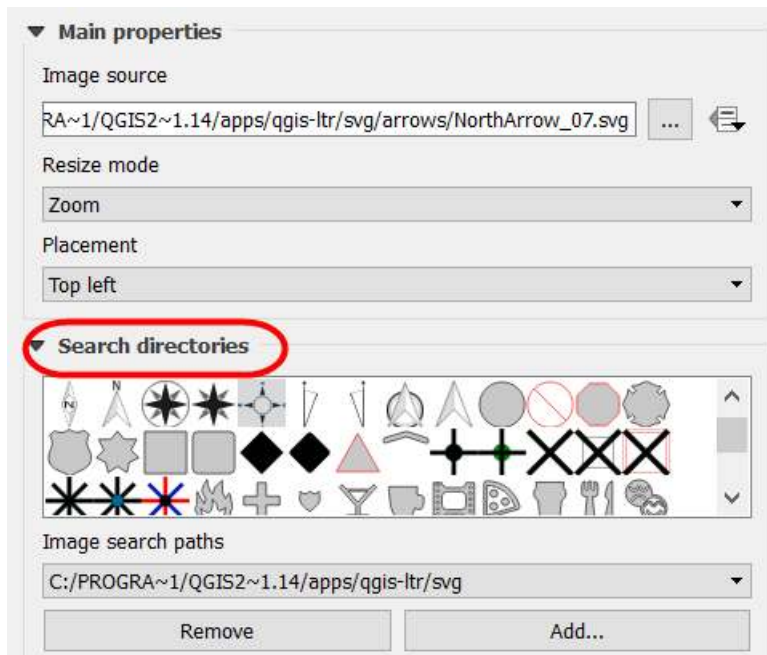 Main properties
Image source
RA~1/QGIS2~1.14/apps/qgis-ltr/svg/arrows/NorthArrow_07.svg ...
Resize mode
Zoom
Placement
Top left
Search directories
N
N
Image search paths
C:/PROGRA~1/QGIS2~1.14/apps/qgis-ltr/svg
Remove Add...